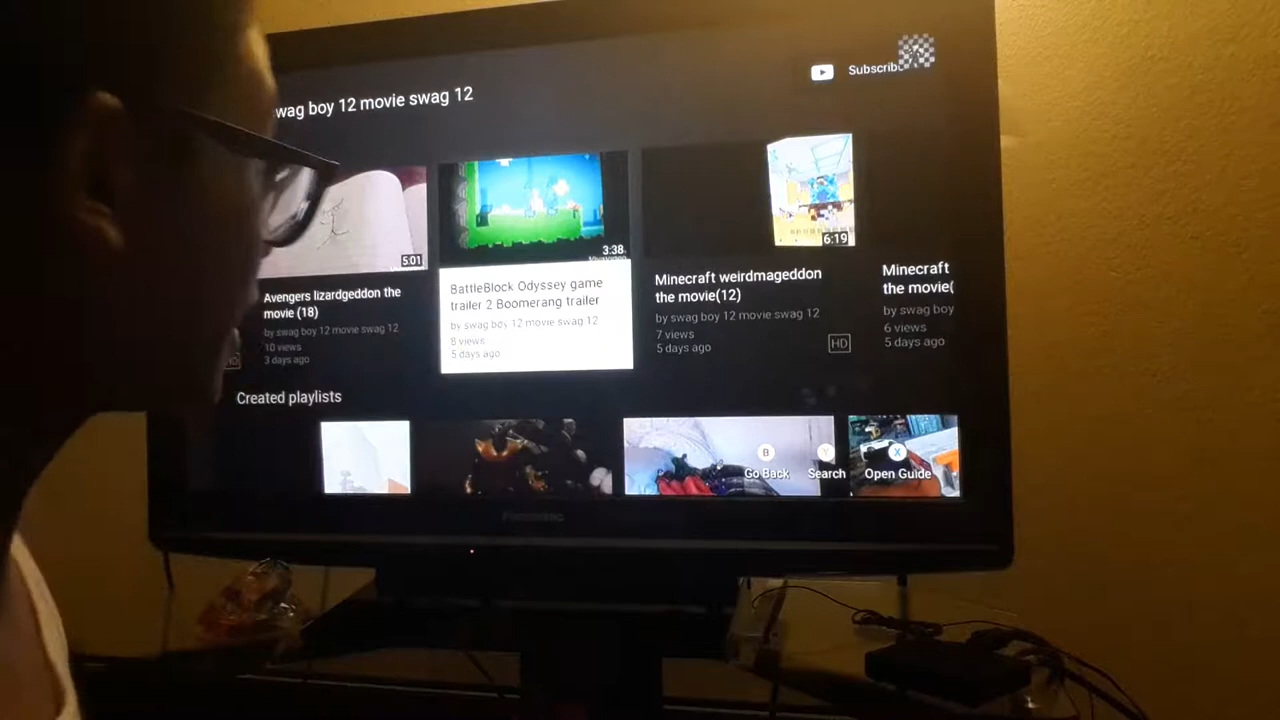 wag boy 12 movie swag 12
Subscrib
5:01
3:38
6:19
Avengers lizardgeddon the
movie (18)
by swag boy 12 movie swag 12
10 views
3 days ago
BattleBlock Odyssey game
trailer 2 Boomerang trailer
by swag boy 12 movie swag 12
8 views
5 days ago
Minecraft weirdmageddon
the movie(12)
by swag boy 12 movie swag 12
7 views
5 days ago
HD
Minecraft
the movie(
by swag boy
6 views
5 days ago
Created playlists
B
Go Back
Y
Search
X
Open Guide
Panasonic